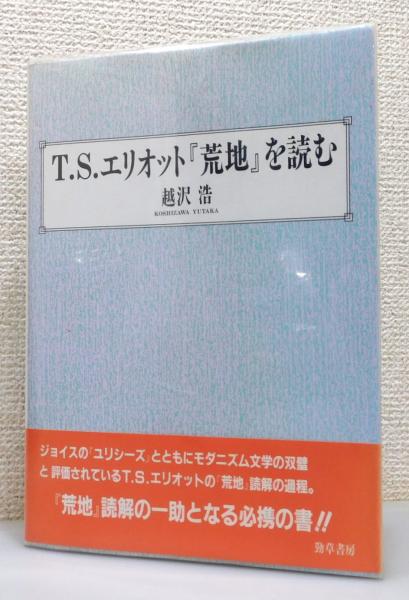 T.S.エリオット『荒地』を読む
越沢 浩
KOSHIZAWA YUTAKA
ジョイスの『ユリシーズ』とともにモダニズム文学の双璧
と評価されているT.S.エリオットの『荒地』読解の過程。
『荒地』読解の一助となる必携の書!!
勁草書房